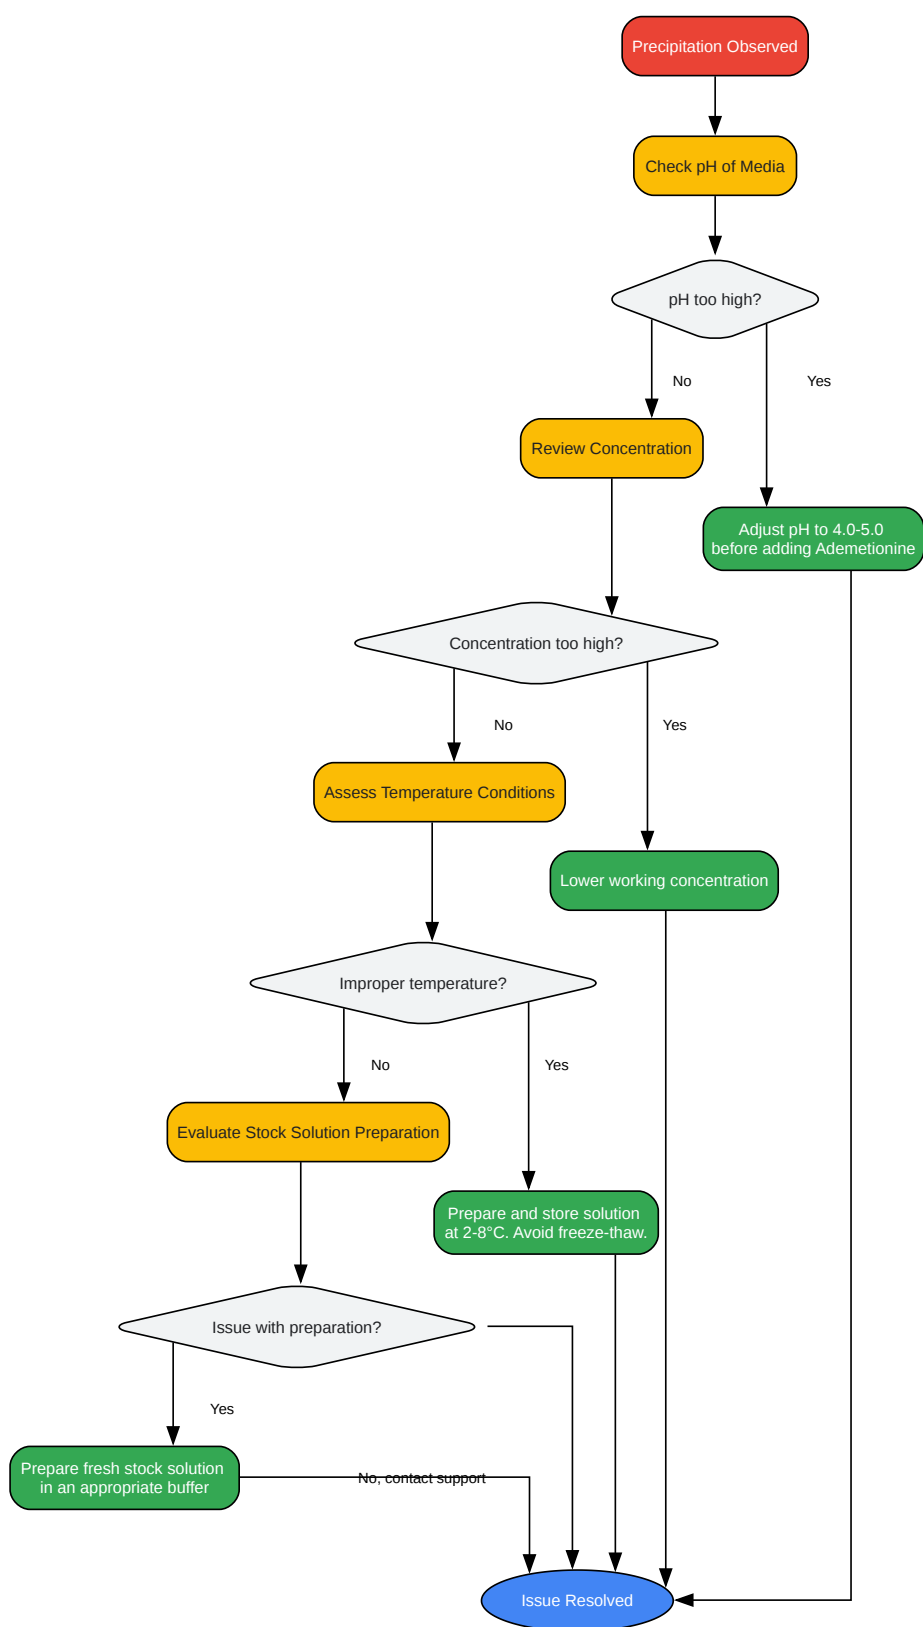 Precipitation Observed
Check pH of Media
pH too high?
No
Yes
Review Concentration
Adjust pH to 4.0-5.0
before adding Ademetionine
Concentration too high?
No
Yes
Assess Temperature Conditions
Lower working concentration
Improper temperature?
No
Yes
Evaluate Stock Solution Preparation
Prepare and store solution
at 2-8°C. Avoid freeze-thaw.
Issue with preparation?
Yes
Prepare fresh stock solution
in an appropriate buffer
No, contact support
Issue Resolved